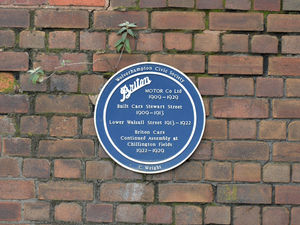 Wolverhampton Civic Society
Briton
MOTOR Co Ltd
1909-1929
Built Cars Stewart Street
1909-1913
Lower Walsall Street 1913-1922
Briton Cars
Continued Assembly at
Chillington Fields
1922-1929
C Wright